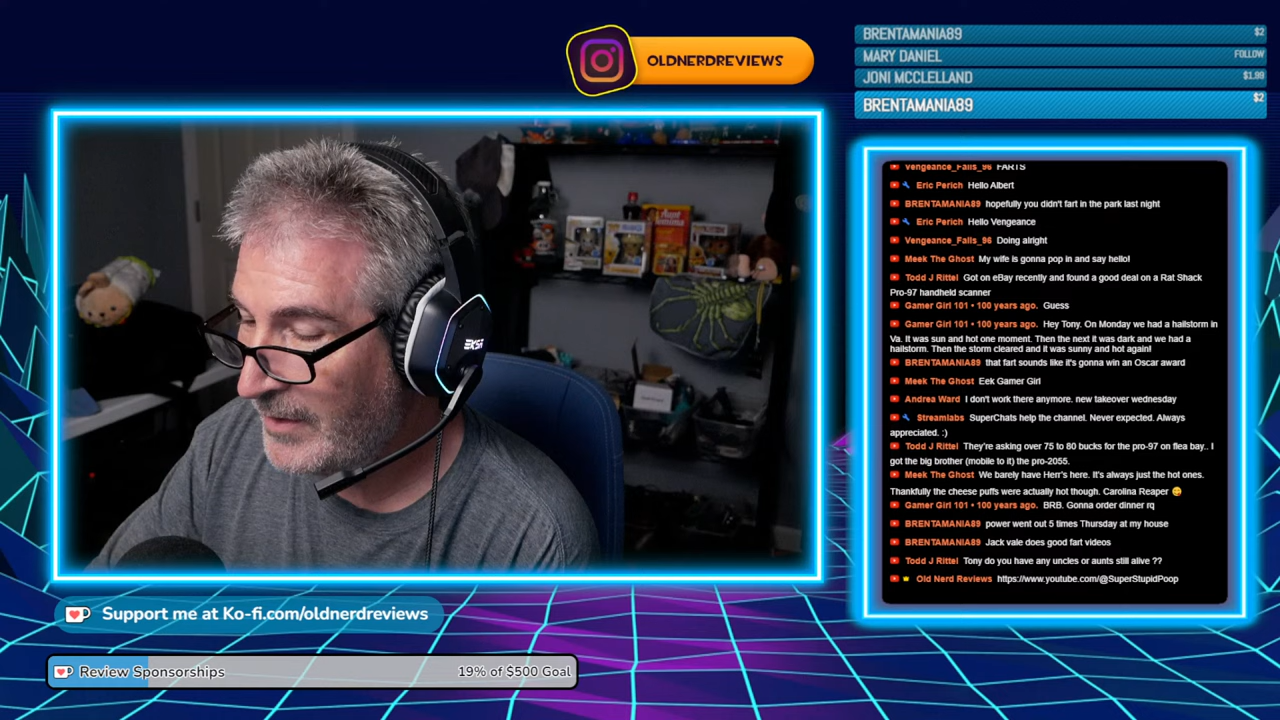 OLDNERDREVIEWS
BRENTAMANIA89 $2
MARY DANIEL FOLLOW
JONI MCCLELLAND $1.99
BRENTAMANIA89 $2
Vengeance_Falls_96 FARTS
Eric Perich Hello Albert
BRENTAMANIA89 hopefully you didn't fart in the park last night
Eric Perich Hello Vengeance
Vengeance_Falls_96 Doing alright
Meek The Ghost My wife is gonna pop in and say hello!
Todd J Rittel Got on eBay recently and found a good deal on a Rat Shack
Pro-97 handheld scanner
Gamer Girl 101 • 100 years ago. Guess
Gamer Girl 101 • 100 years ago. Hey Tony. On Monday we had a hailstorm in
Va. It was sun and hot one moment. Then the next it was dark and we had a
hailstorm. Then the storm cleared and it was sunny and hot again!
BRENTAMANIA89 that fart sounds like it's gonna win an Oscar award
Meek The Ghost Eek Gamer Girl
Andrea Ward I don't work there anymore. new takeover wednesday
Streamlabs SuperChats help the channel. Never expected. Always
appreciated. :)
Todd J Rittel They're asking over 75 to 80 bucks for the pro-97 on flea bay.. I
got the big brother (mobile to it) the pro-2055.
Meek The Ghost We barely have Herr's here. It's always just the hot ones.
Thankfully the cheese puffs were actually hot though. Carolina Reaper 😄
Gamer Girl 101 • 100 years ago. BRB. Gonna order dinner rq
BRENTAMANIA89 power went out 5 times Thursday at my house
BRENTAMANIA89 Jack vale does good fart videos
Todd J Rittel Tony do you have any uncles or aunts still alive ??
Old Nerd Reviews https://www.youtube.com/@SuperStupidPoop
EKSA
Support me at Ko-fi.com/oldnerdreviews
Review Sponsorships 19% of $500 Goal